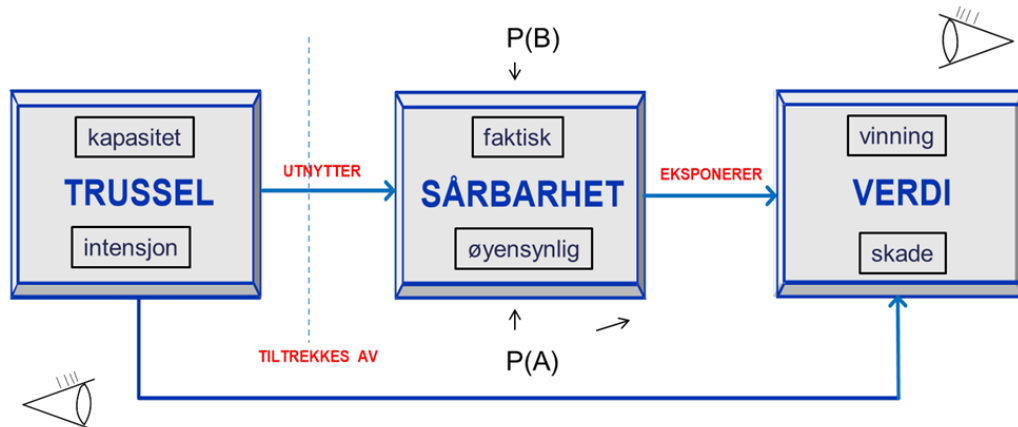 P(B)
kapasitet
TRUSSEL
intensjon
UTNYTTER
faktisk
SÅRBARHET
øyensynlig
EKSPONERER
vinning
VERDI
skade
TILTREKKES AV
P(A)